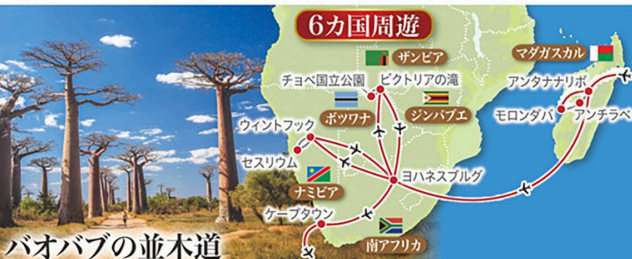 6カ国周遊
ザンビア
マダガスカル
チョベ国立公園
ビクトリアの滝
アンタナナリボ
ボツワナ
ジンバブエ
モロンダバ
アンチラベ
ウィントフック
セスリウム
ヨハネスブルグ
ナミビア
ケープタウン
南アフリカ
バオバブの並木道